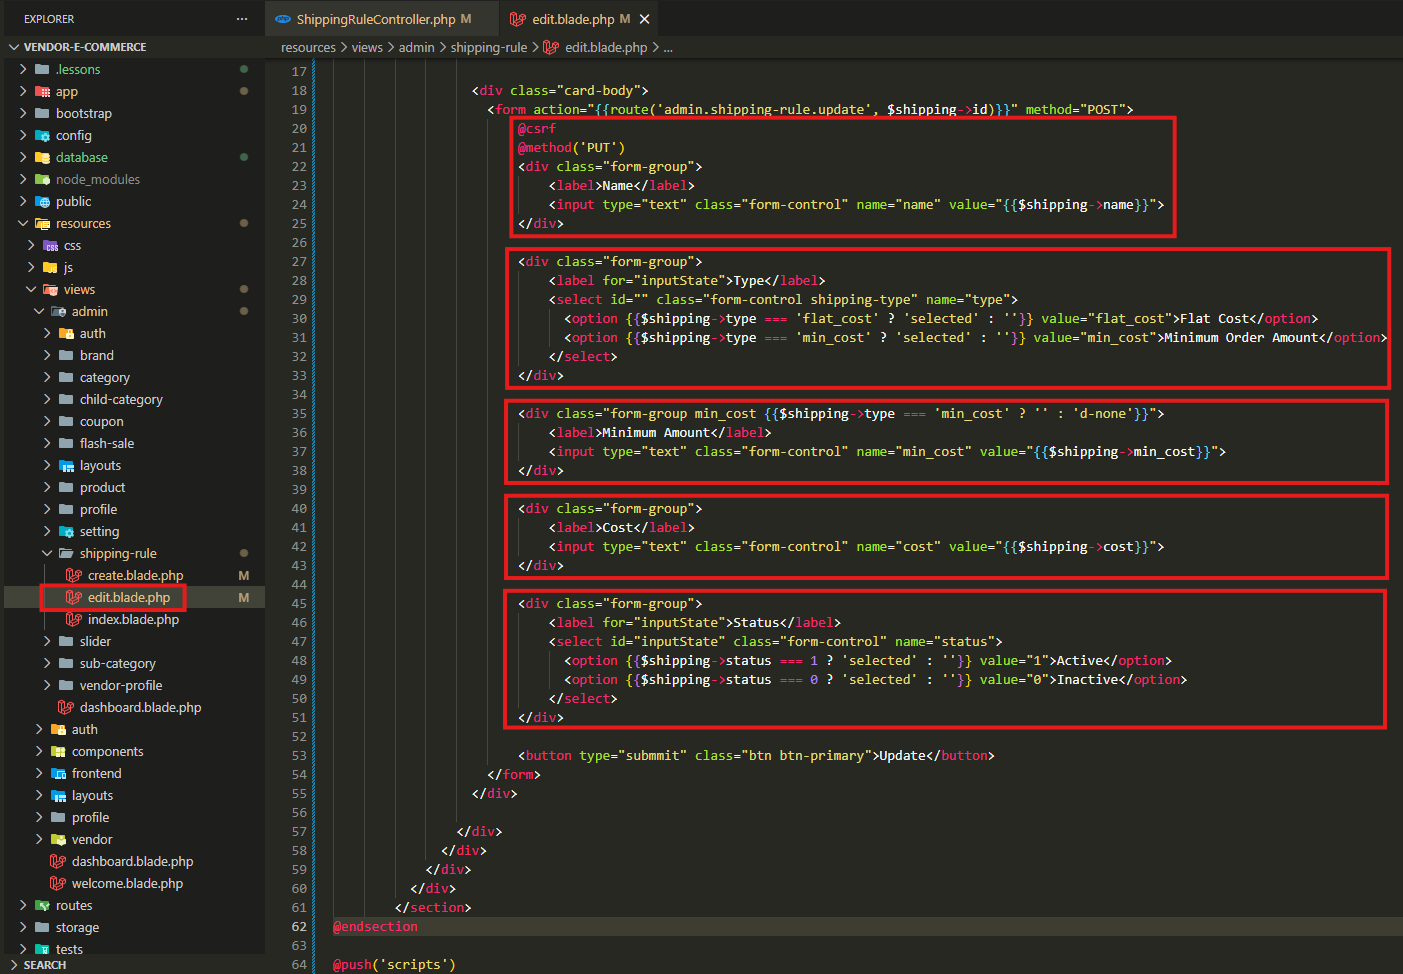 EXPLORER
...
VENDOR-E-COMMERCE
.lessons
app
bootstrap
config
database
node_modules
public
resources
css
js
views
admin
auth
brand
category
child-category
coupon
flash-sale
layouts
product
profile
setting
shipping-rule
create.blade.php M
edit.blade.php M
index.blade.php
slider
sub-category
vendor-profile
dashboard.blade.php
auth
components
frontend
layouts
profile
vendor
dashboard.blade.php
welcome.blade.php
routes
storage
tests
SEARCH
ShippingRuleController.php M
edit.blade.php M
resources > views > admin > shipping-rule > edit.blade.php > ...
17
18 <div class="card-body">
19 <form action="{{route('admin.shipping-rule.update', $shipping->id)}}" method="POST">
20 @csrf
21 @method('PUT')
22 <div class="form-group">
23 <label>Name</label>
24 <input type="text" class="form-control" name="name" value="{{$shipping->name}}">
25 </div>
26
27 <div class="form-group">
28 <label for="inputState">Type</label>
29 <select id="" class="form-control shipping-type" name="type">
30 <option {{$shipping->type === 'flat_cost' ? 'selected' : ''}} value="flat_cost">Flat Cost</option>
31 <option {{$shipping->type === 'min_cost' ? 'selected' : ''}} value="min_cost">Minimum Order Amount</option>
32 </select>
33 </div>
34
35 <div class="form-group min_cost {{$shipping->type === 'min_cost' ? '' : 'd-none'}}">
36 <label>Minimum Amount</label>
37 <input type="text" class="form-control" name="min_cost" value="{{$shipping->min_cost}}">
38 </div>
39
40 <div class="form-group">
41 <label>Cost</label>
42 <input type="text" class="form-control" name="cost" value="{{$shipping->cost}}">
43 </div>
44
45 <div class="form-group">
46 <label for="inputState">Status</label>
47 <select id="inputState" class="form-control" name="status">
48 <option {{$shipping->status === 1 ? 'selected' : ''}} value="1">Active</option>
49 <option {{$shipping->status === 0 ? 'selected' : ''}} value="0">Inactive</option>
50 </select>
51 </div>
52
53 <button type="submmit" class="btn btn-primary">Update</button>
54 </form>
55 </div>
56
57 </div>
58 </div>
59 </div>
60 </div>
61 </section>
62 @endsection
63
64 @push('scripts')